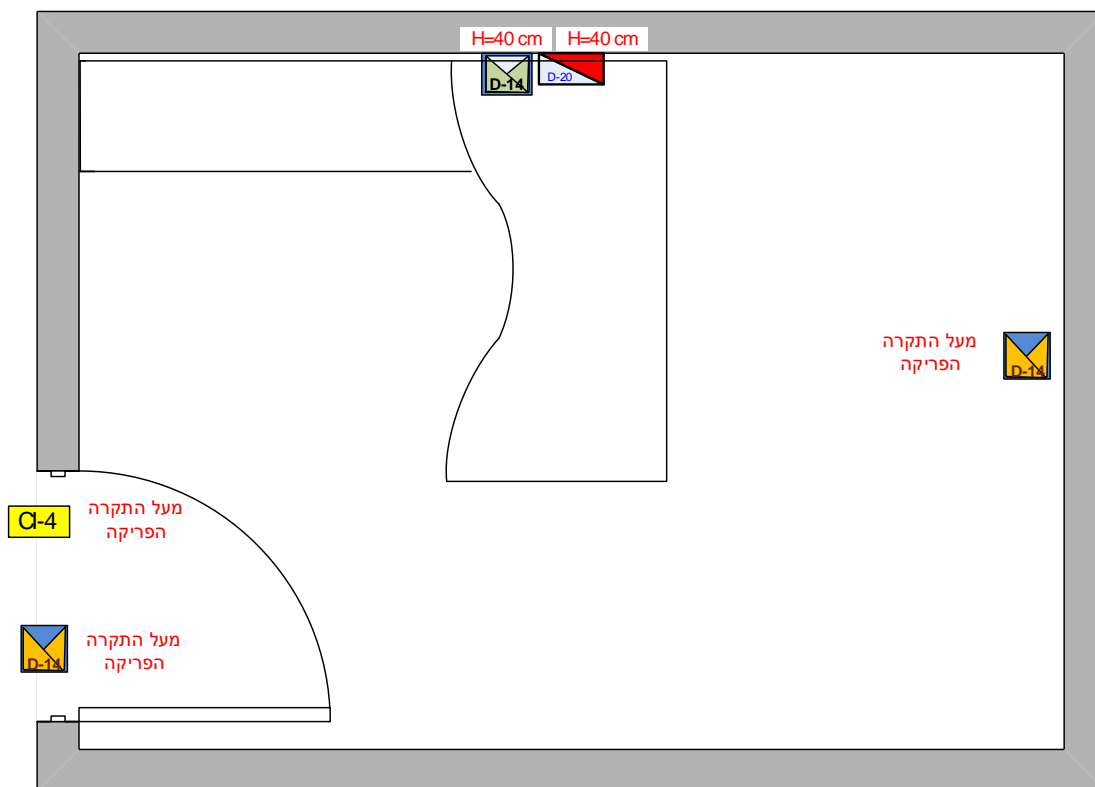 H=40 cm
H=40 cm
D-14
D-20
מעל התקרה
הפריקה
D-14
CI-4
מעל התקרה
הפריקה
D-14
מעל התקרה
הפריקה